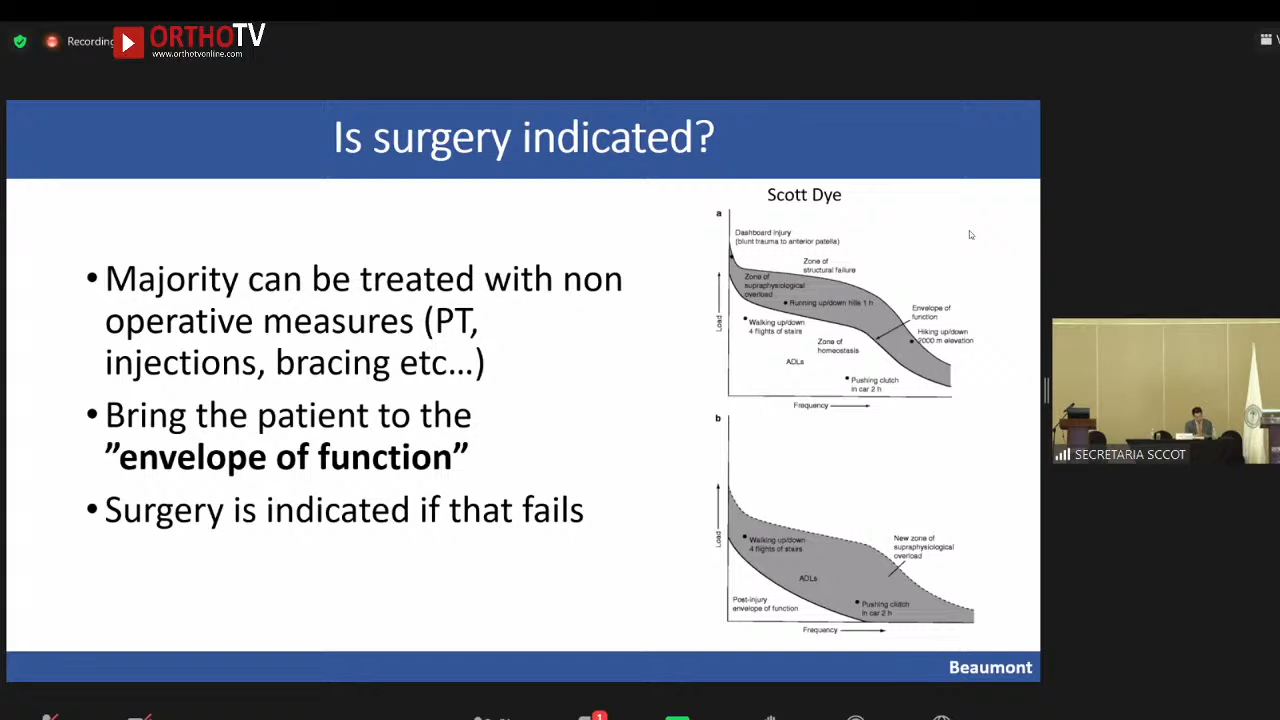 Recording
ORTHOTV
www.orthotvonline.com
Is surgery indicated?
•Majority can be treated with non
operative measures (PT,
injections, bracing etc…)
•Bring the patient to the
”envelope of function”
•Surgery is indicated if that fails
Scott Dye
a
Dashboard injury
(blunt trauma to anterior patella)
Zone of
structural failure
Zone of
supraphysiological
overload
Running up/down hills 1 h
Envelope of
function
Walking up/down
4 flights of stairs
Hiking up/down
2000 m elevation
Zone of
homeostasis
ADLs
Pushing clutch
in car 2 h
Load
Frequency
b
Walking up/down
4 flights of stairs
New zone of
supraphysiological
overload
ADLs
Post-injury
envelope of function
Pushing clutch
in car 2 h
Load
Frequency
Beaumont
SECRETARIA SCCOT
1